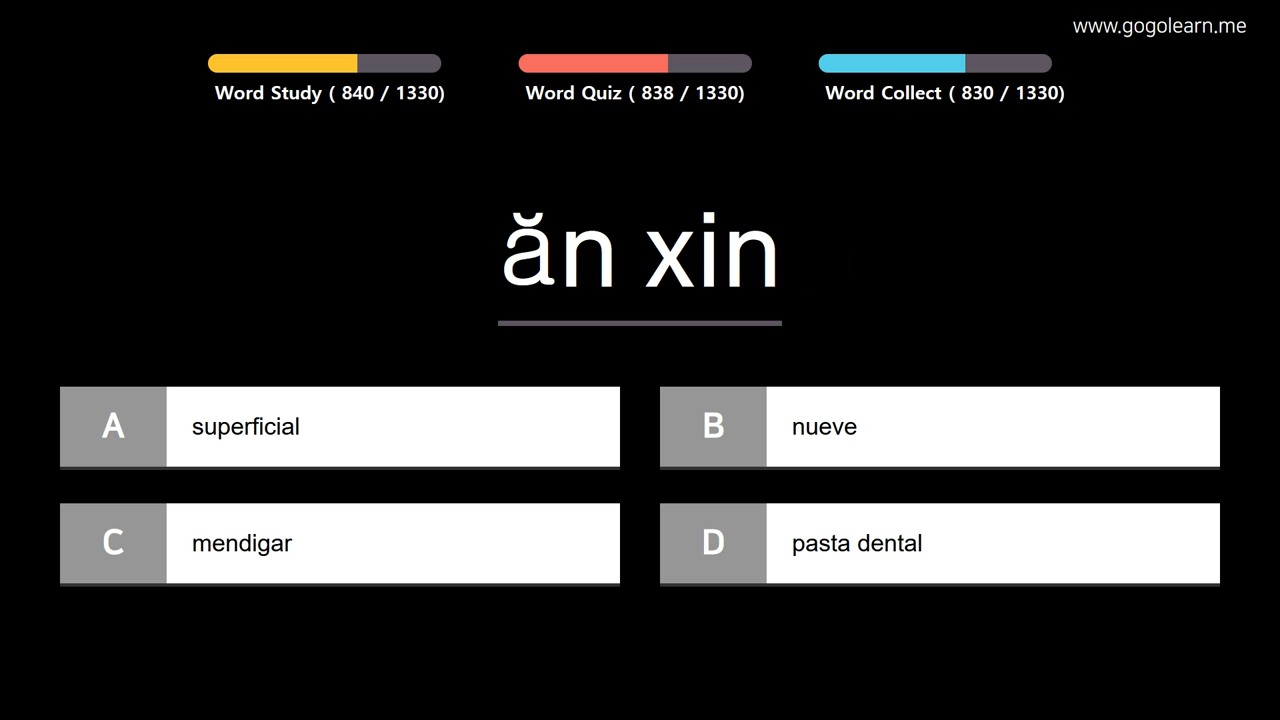 www.gogolearn.me
Word Study ( 840 / 1330)
Word Quiz ( 838 / 1330)
Word Collect ( 830 / 1330)
ăn xin
A superficial
B nueve
C mendigar
D pasta dental